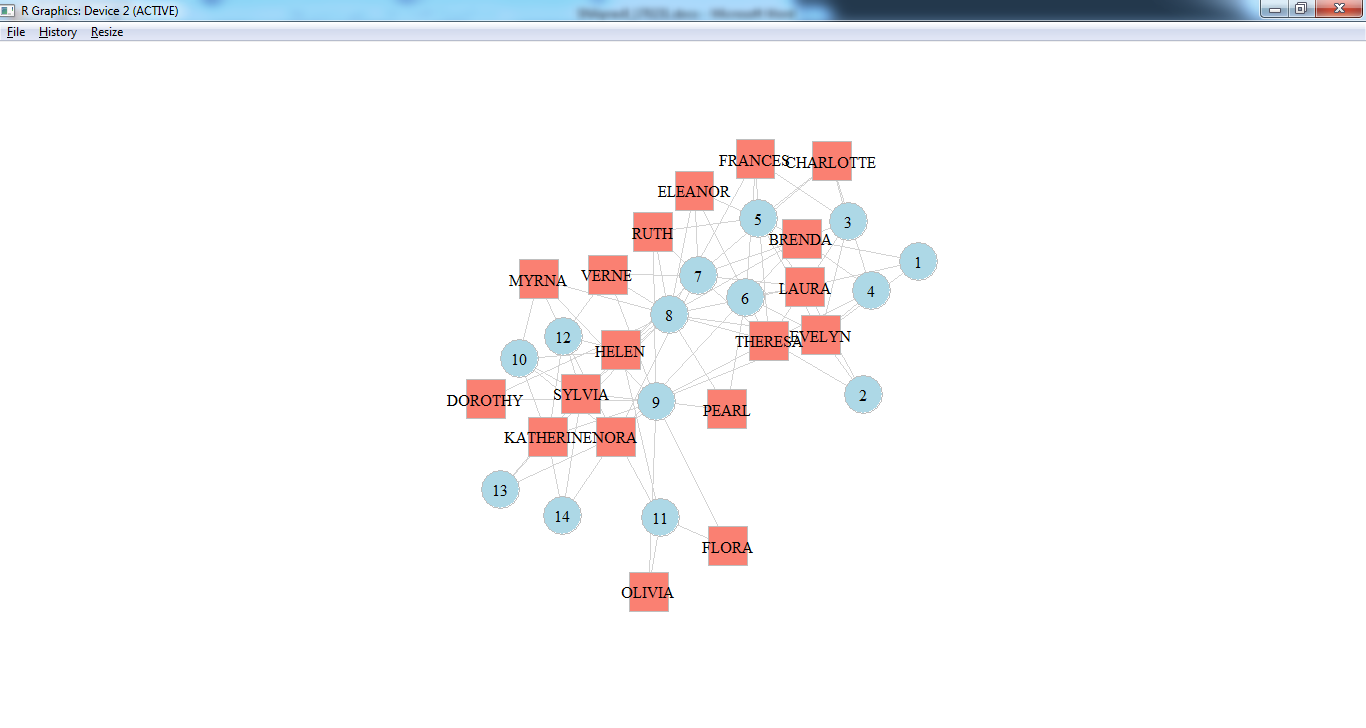 R Graphics: Device 2 (ACTIVE)
File History Resize
FRANCES
CHARLOTTE
ELEANOR
5
3
RUTH
BRENDA
1
VERNE
7
MYRNA
LAURA
4
6
8
12
THERESA
EVELYN
HELEN
10
DOROTHY
SYLVIA
9
2
PEARL
KATHERINE
NORA
13
14
11
FLORA
OLIVIA